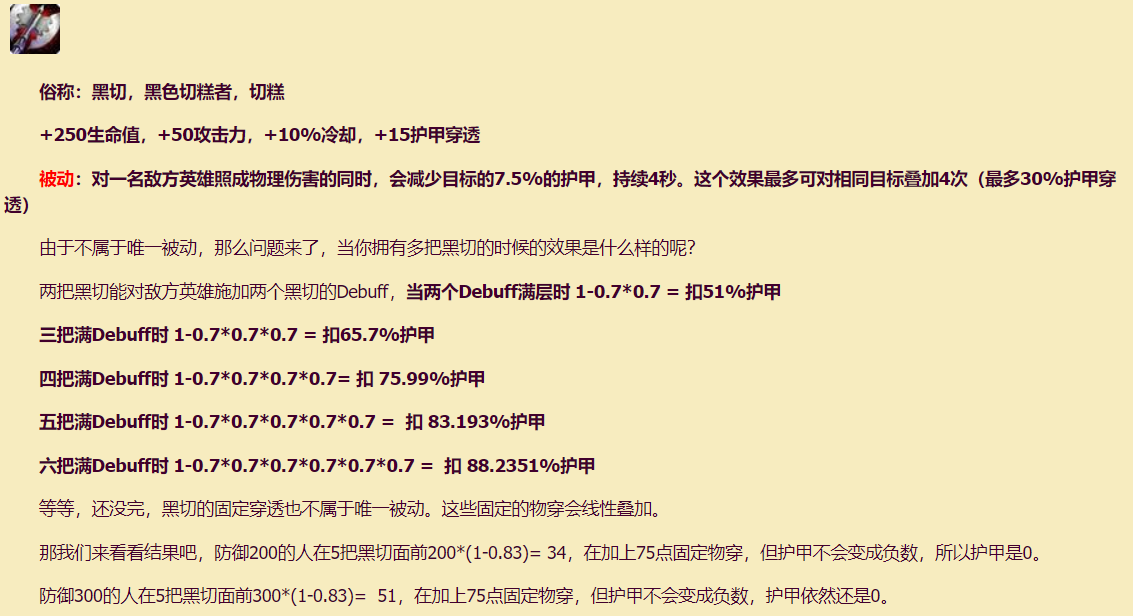 俗称：黑切，黑色切糕者，切糕
+250生命值，+50攻击力，+10%冷却，+15护甲穿透
被动：对一名敌方英雄照成物理伤害的同时，会减少目标的7.5%的护甲，持续4秒。这个效果最多可对相同目标叠加4次（最多30%护甲穿
透）
由于不属于唯一被动，那么问题来了，当你拥有多把黑切的时候的效果是什么样的呢?
两把黑切能对敌方英雄施加两个黑切的Debuff，当两个Debuff满层时 1-0.7*0.7 = 扣51%护甲
三把满Debuff时 1-0.7*0.7*0.7 = 扣65.7%护甲
四把满Debuff时 1-0.7*0.7*0.7*0.7= 扣 75.99%护甲
五把满Debuff时 1-0.7*0.7*0.7*0.7*0.7 = 扣 83.193%护甲
六把满Debuff时 1-0.7*0.7*0.7*0.7*0.7*0.7 = 扣 88.2351%护甲
等等，还没完，黑切的固定穿透也不属于唯一被动。这些固定的物穿会线性叠加。
那我们来看看结果吧，防御200的人在5把黑切面前200*(1-0.83)= 34，在加上75点固定物穿，但护甲不会变成负数，所以护甲是0。
防御300的人在5把黑切面前300*(1-0.83)= 51，在加上75点固定物穿，但护甲不会变成负数，护甲依然还是0。